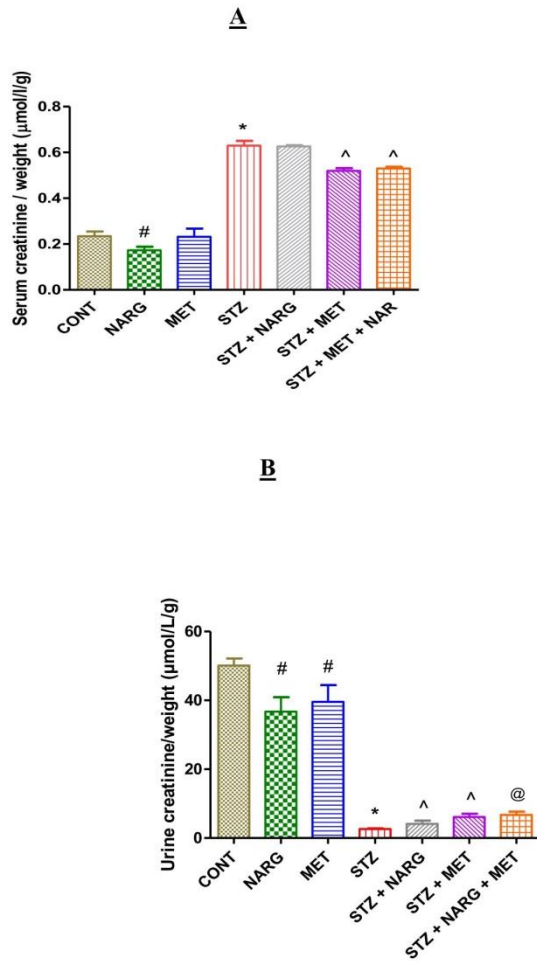 A
Serum creatinine / weight (μmol/l/g)
0.8
0.6
0.4
0.2
0.0
*
#
^
^
CONT
NARG
MET
STZ
STZ + NARG
STZ + MET
STZ + MET + NAR
B
Urine creatinine/weight (μmol/L/g)
60
40
20
0
#
#
*
^
^
@
CONT
NARG
MET
STZ
STZ + NARG
STZ + MET
STZ + NARG + MET